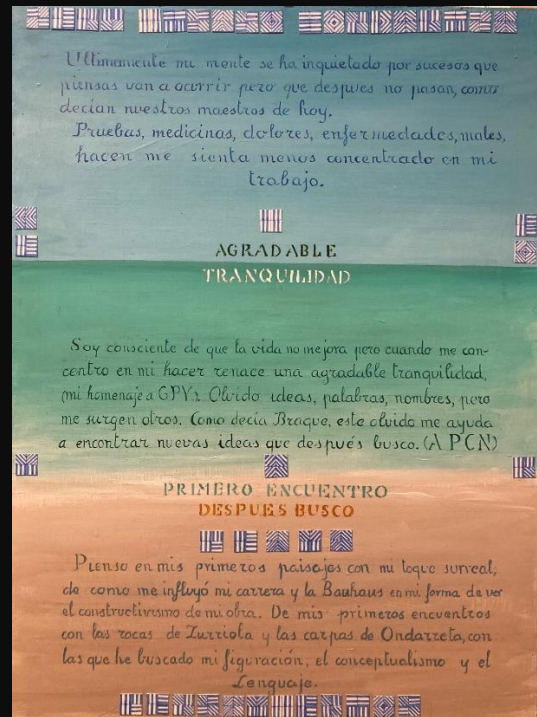 Ultimamente mi mente se ha inquietado por sucesos que
piensas van a ocurrir pero que despues no pasan, como
decían nuestros maestros de hoy.
Pruebas, medicinas, dolores, enfermedades, males,
hacen me sienta menos concentrado en mi
trabajo.
AGRADABLE
TRANQUILIDAD
Soy consciente de que la vida no mejora pero cuando me con-
centro en mi hacer renace una agradable tranquilidad,
(mi homenaje a GPV). Olvido ideas, palabras, nombres, pero
me surgen otros. Como decía Braque, este olvido me ayuda
a encontrar nuevas ideas que después busco. (A PCN)
PRIMERO ENCUENTRO
DESPUES BUSCO
Pienso en mis primeros paisajes con mi toque surreal,
de como me influyó mi carrera y la Bauhaus en mi forma de ver
el constructivismo de mi obra. De mis primeros encuentros
con las rocas de Zurriola y las carpas de Ondarreta, con
las que he buscado mi figuración, el conceptualismo y el
Lenguaje.